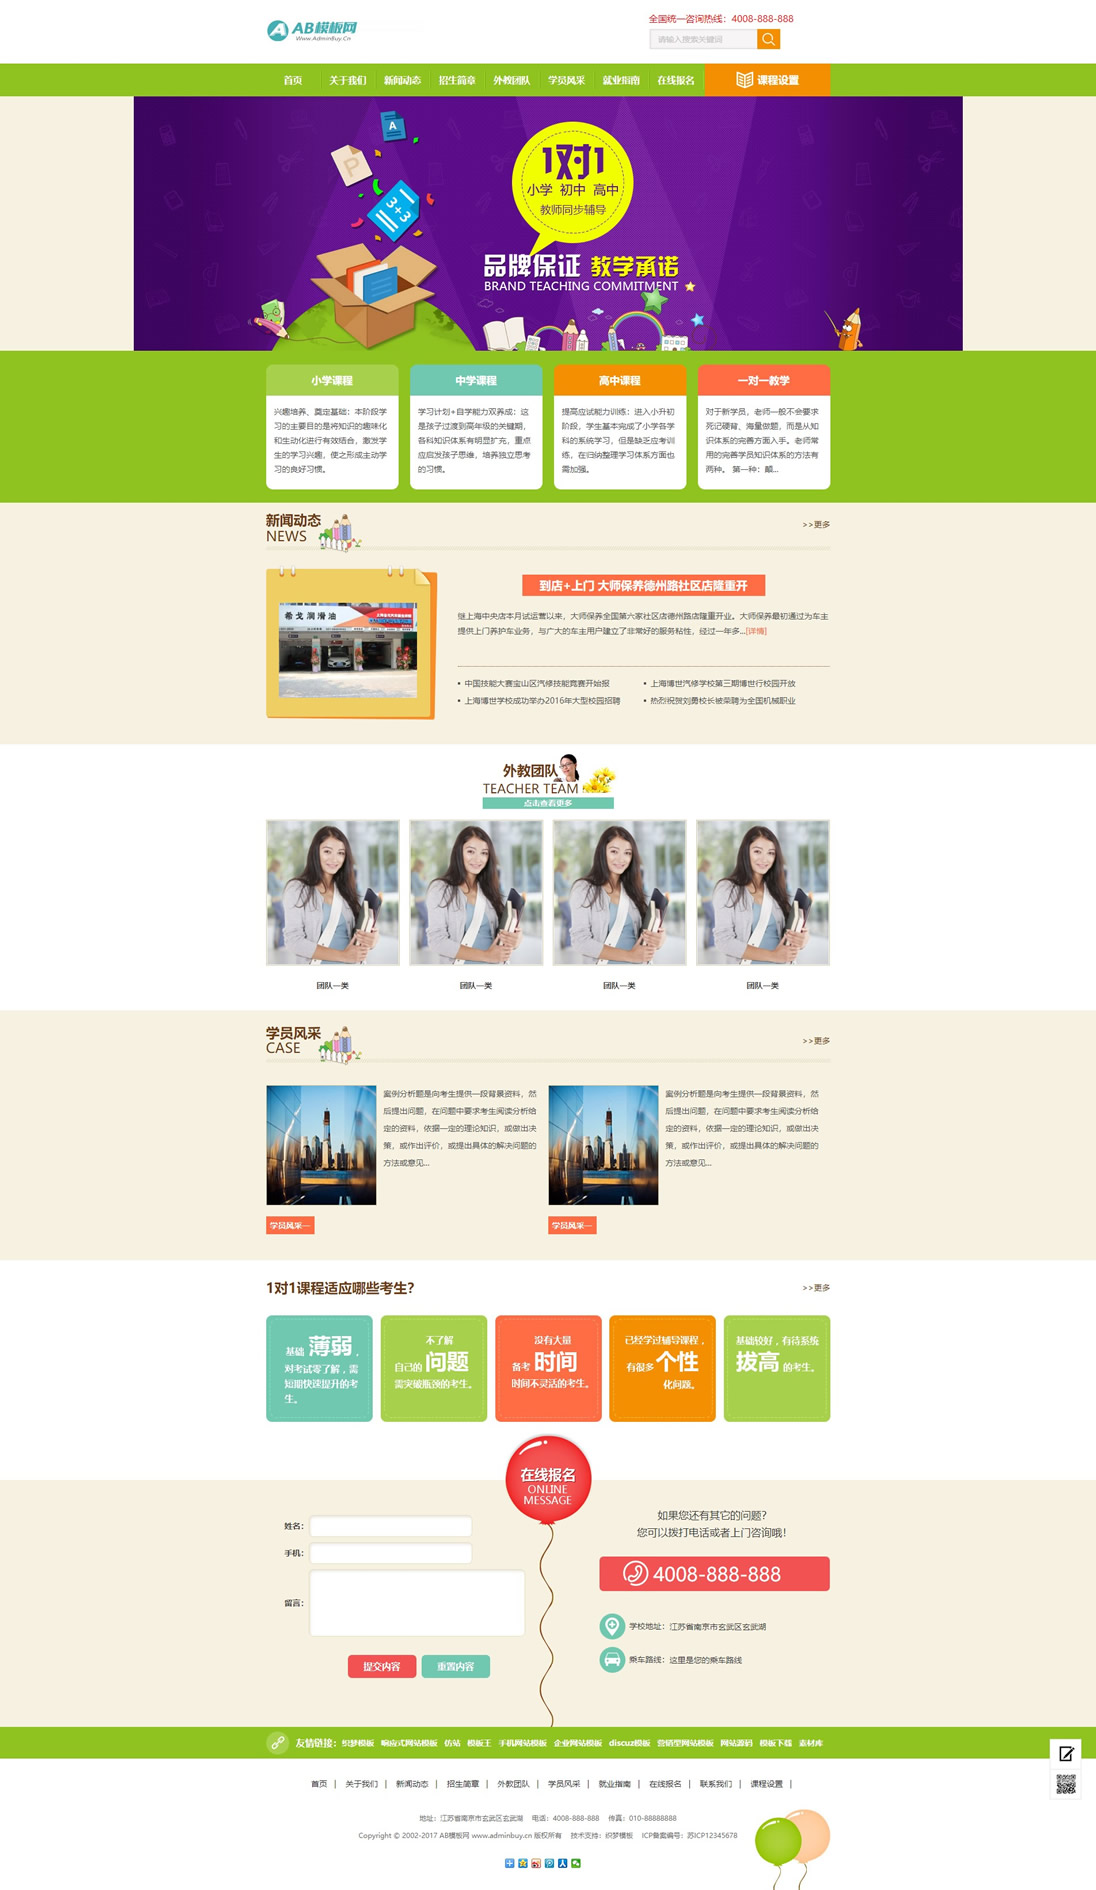 AB模板网
Www.AdminBuy.Cn
全国统一咨询热线：4008-888-888
请输入搜索关键词
首页 关于我们 新闻动态 招生简章 外教团队 学员风采 就业指南 在线报名 课程设置
A
P
3+3
1对1
小学 初中 高中
教师同步辅导
品牌保证 教学承诺
BRAND TEACHING COMMITMENT
小学课程
兴趣培养、奠定基础：本阶段学
习的主要目的是将知识的趣味化
和生动化进行有效结合，激发学
生的学习兴趣，使之形成主动学
习的良好习惯。
中学课程
学习计划+自学能力双养成：这
是孩子过渡到高年级的关键期，
各科知识体系有明显扩充，重点
应启发孩子思维，培养独立思考
的习惯。
高中课程
提高应试能力训练：进入小升初
阶段，学生基本完成了小学各学
科的系统学习，但是缺乏应考训
练，在归纳整理学习体系方面也
需加强。
一对一教学
对于新学员，老师一般不会要求
死记硬背、海量做题，而是从知
识体系的完善方面入手。老师常
用的完善学员知识体系的方法有
两种。 第一种：颠...
新闻动态
NEWS
>>更多
希戈润滑油
到店+上门 大师保养德州路社区店隆重开
继上海中央店本月试运营以来，大师保养全国第六家社区店德州路店隆重开业。大师保养最初通过为车主
提供上门养护车业务，与广大的车主用户建立了非常好的服务粘性，经过一年多...[详情]
中国技能大赛宝山区汽修技能竞赛开始报
上海博世汽修学校第三期博世行校园开放
上海博世学校成功举办2016年大型校园招聘
热烈祝贺刘勇校长被荣聘为全国机械职业
外教团队
TEACHER TEAM
点击查看更多
团队一类
团队一类
团队一类
团队一类
学员风采
CASE
>>更多
案例分析题是向考生提供一段背景资料，然
后提出问题，在问题中要求考生阅读分析给
定的资料，依据一定的理论知识，或做出决
策，或作出评价，或提出具体的解决问题的
方法或意见...
学员风采一
案例分析题是向考生提供一段背景资料，然
后提出问题，在问题中要求考生阅读分析给
定的资料，依据一定的理论知识，或做出决
策，或作出评价，或提出具体的解决问题的
方法或意见...
学员风采一
1对1课程适应哪些考生?
>>更多
基础 薄弱，
对考试零了解，需
短期快速提升的考
生。
不了解
自己的 问题
需突破瓶颈的考生。
没有大量
备考 时间
时间不灵活的考生。
已经学过辅导课程，
有很多 个性
化问题。
基础较好，有待系统
拔高 的考生。
在线报名
ONLINE
MESSAGE
姓名：
手机：
留言：
提交内容 重置内容
如果您还有其它的问题?
您可以拨打电话或者上门咨询哦!
4008-888-888
学校地址：江苏省南京市玄武区玄武湖
乘车路线：这里是您的乘车路线
友情链接： 织梦模板 响应式网站模板 仿站 模板王 手机网站模板 企业网站模板 discuz模板 营销型网站模板 网站源码 模板下载 素材库
首页 | 关于我们 | 新闻动态 | 招生简章 | 外教团队 | 学员风采 | 就业指南 | 在线报名 | 联系我们 | 课程设置 |
地址：江苏省南京市玄武区玄武湖 电话：4008-888-888 传真：010-88888888
Copyright © 2002-2017 AB模板网 www.adminbuy.cn 版权所有 技术支持：织梦模板 ICP备案编号：苏ICP12345678